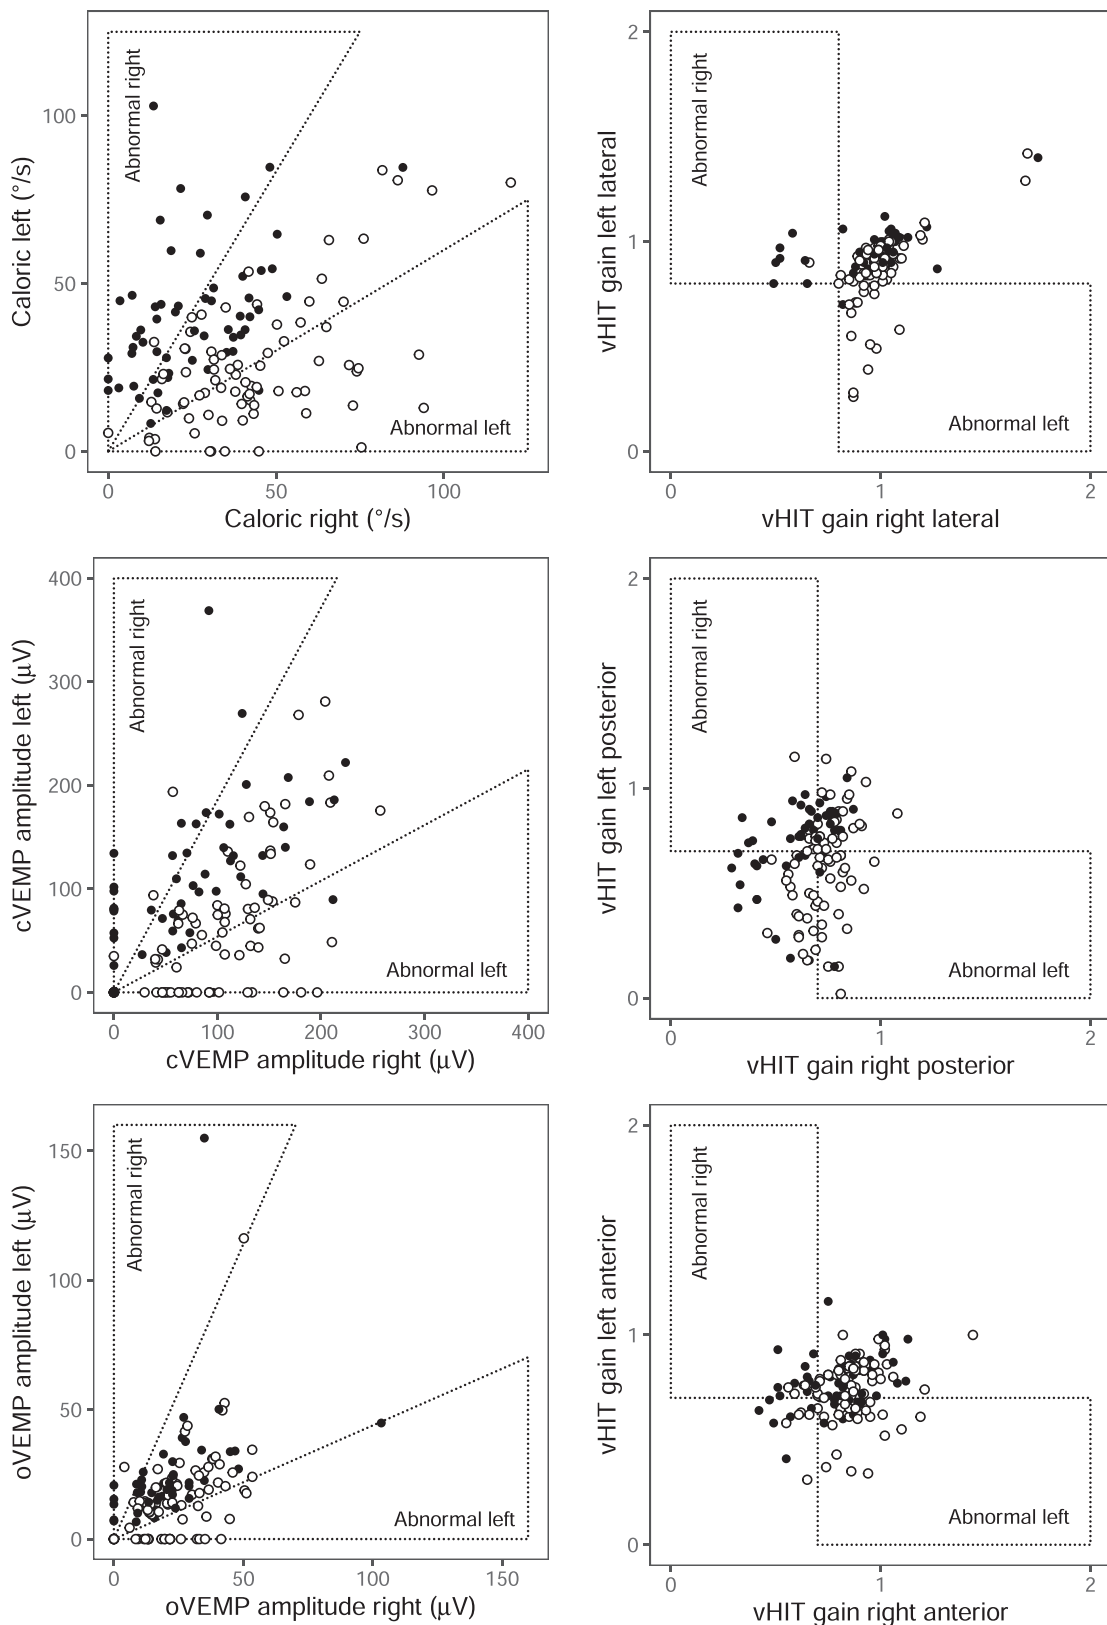 Caloric left (°/s)
100
50
0
Abnormal right
Abnormal left
0
50
100
Caloric right (°/s)
vHIT gain left lateral
2
1
0
Abnormal right
Abnormal left
0
1
2
vHIT gain right lateral
cVEMP amplitude left (μV)
400
300
200
100
0
Abnormal right
Abnormal left
0
100
200
300
400
cVEMP amplitude right (μV)
vHIT gain left posterior
2
1
0
Abnormal right
Abnormal left
0
1
2
vHIT gain right posterior
oVEMP amplitude left (μV)
150
100
50
0
Abnormal right
Abnormal left
0
50
100
150
oVEMP amplitude right (μV)
vHIT gain left anterior
2
1
0
Abnormal right
Abnormal left
0
1
2
vHIT gain right anterior